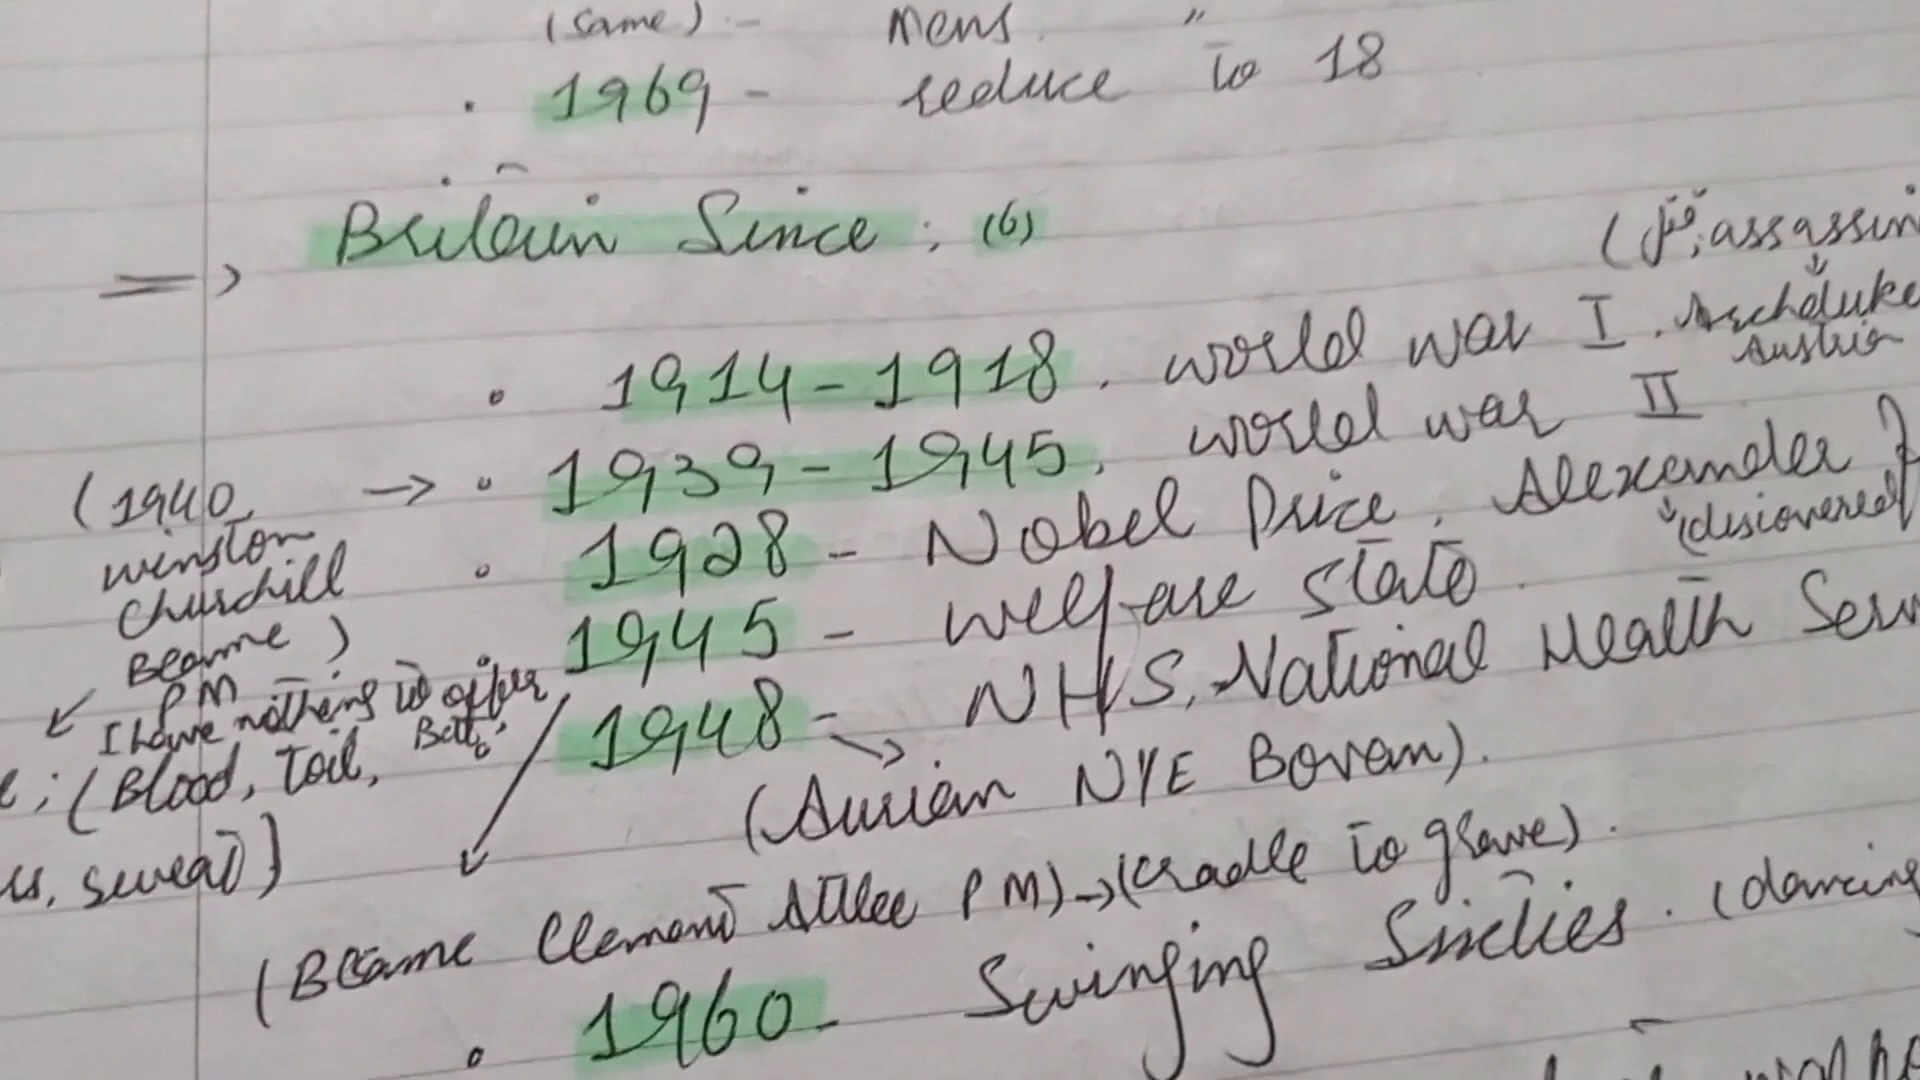 (same) - mens "
1969 - reduce to 18
=> Britain Since : (6)
(assassin
↓
1914-1918. world war I. Archduke
Austria
(1940 → 1939-1945. world war II
winston
Churchill
Became )
PM
1928 - Nobel Price. Alexander F
(disiovered
1945 - welfare state.
1948 - NHS, National Health Serv
I have nothing to offer
(Blood, Toil,
sweat)
(Aurian NYE Bovan).
(Became Clement Attlee PM) → (cradle to grave).
1960 - Swinging Sixties. (dancing